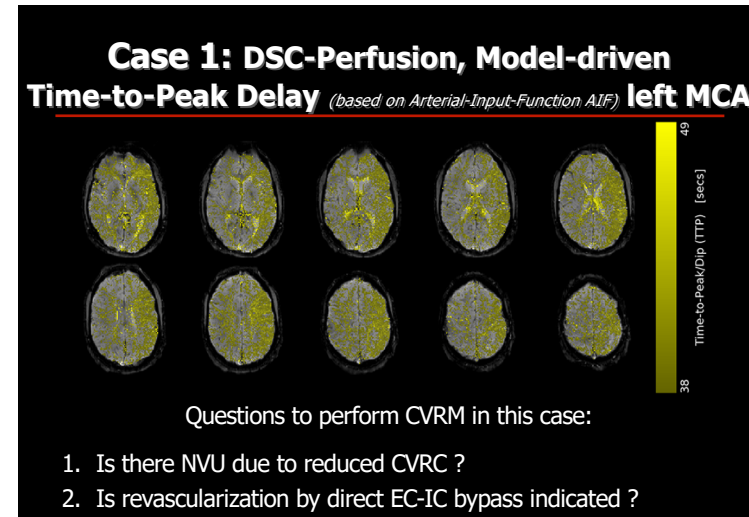 Case 1: DSC-Perfusion, Model-driven
Time-to-Peak Delay (based on Arterial-Input-Function AIF) left MCA
49
Time-to-Peak/Dip (TTP) [secs]
38
Questions to perform CVRM in this case:
1. Is there NVU due to reduced CVRC ?
2. Is revascularization by direct EC-IC bypass indicated ?